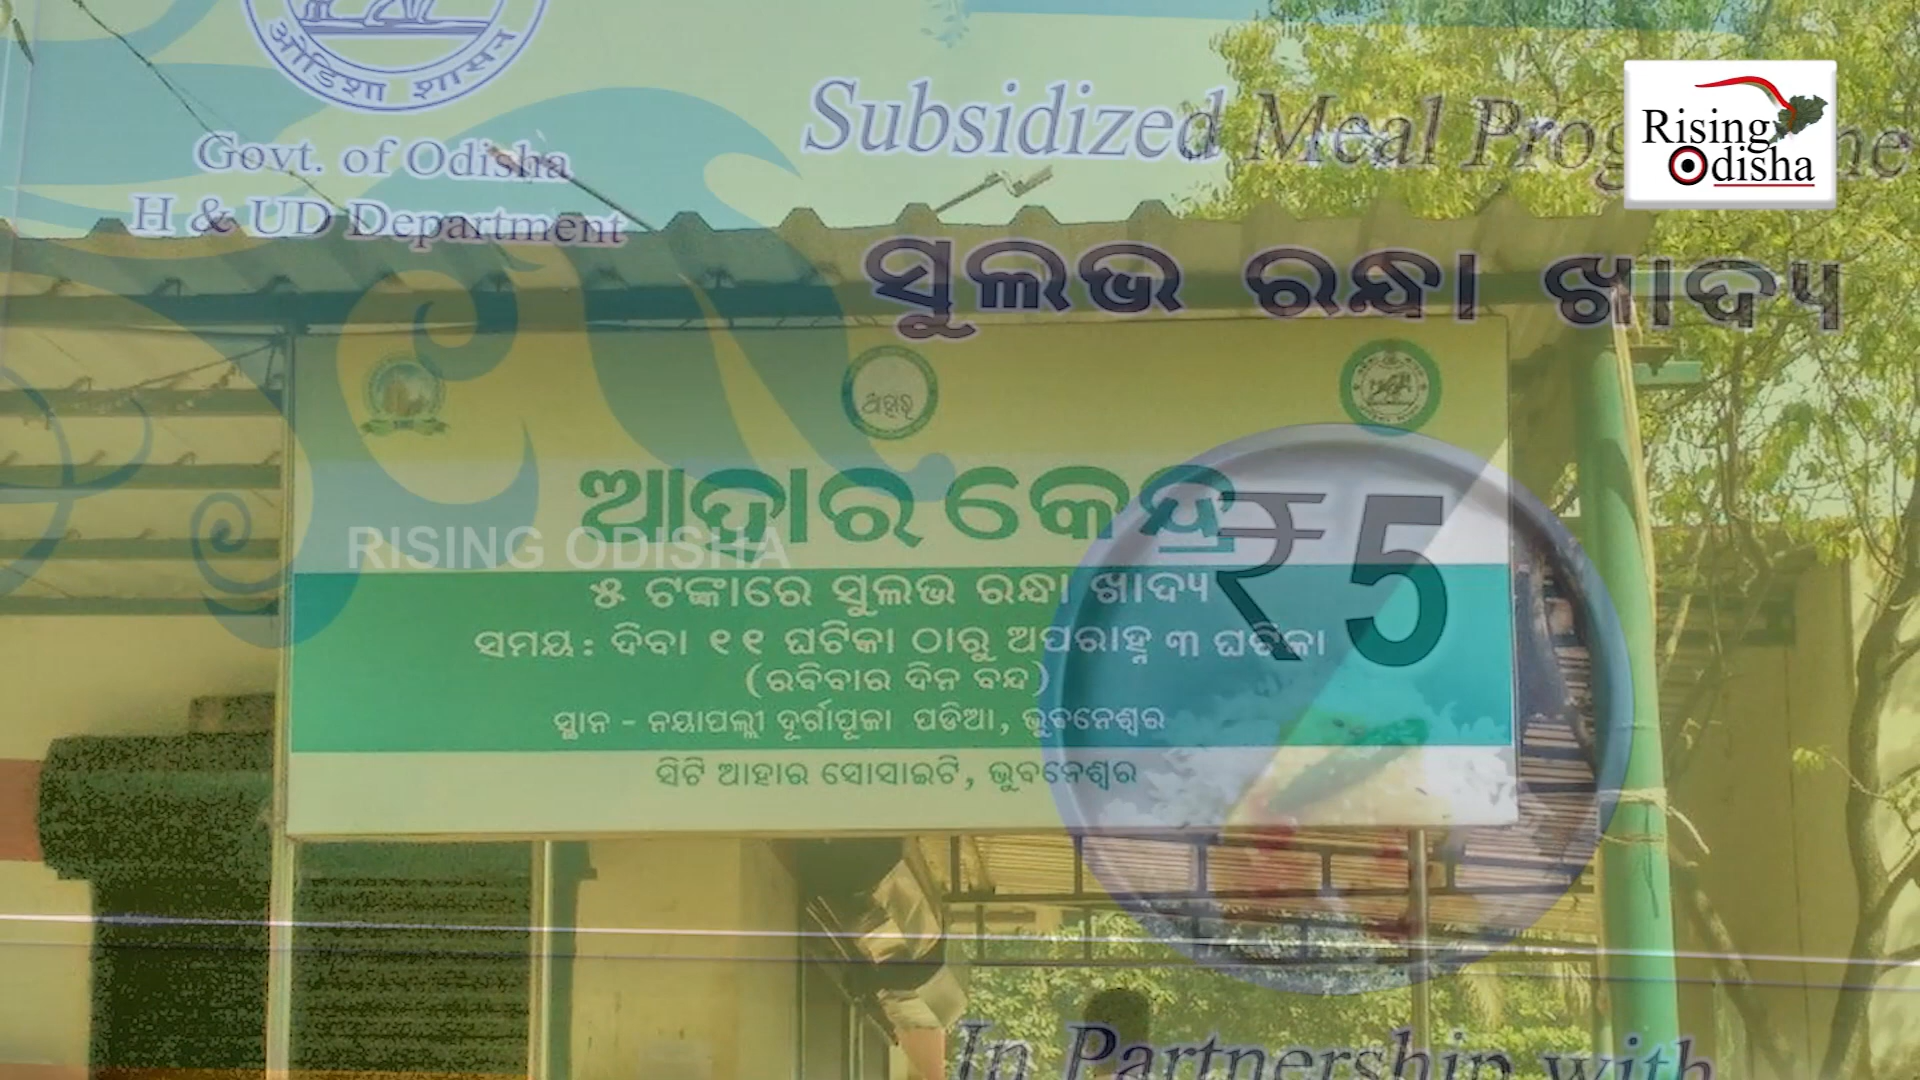 ଓଡିଶା ଶାସନ
Govt. of Odisha
H & UD Department
Subsidized Meal
ସୁଲଭ ରନ୍ଧା ଖାଦ୍ୟ
Rising
Odisha
ଆହାର
ଆହାର କେନ୍ଦ୍ର
₹5
RISING ODISHA
୫ ଟଙ୍କାରେ ସୁଲଭ ରନ୍ଧା ଖାଦ୍ୟ
ସମୟ: ଦିବା ୧୧ ଘଟିକା ଠାରୁ ଅପରାହ୍ନ ୩ ଘଟିକା
(ରବିବାର ଦିନ ବନ୍ଦ)
ସ୍ଥାନ - ନୟାପଲ୍ଲୀ ଦୂର୍ଗାପୂଜା ପଡିଆ, ଭୁବନେଶ୍ୱର
ସିଟି ଆହାର ସୋସାଇଟି, ଭୁବନେଶ୍ୱର
In Partnership with